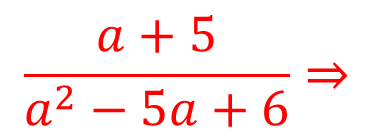 a + 5
a² − 5a + 6 ⇒